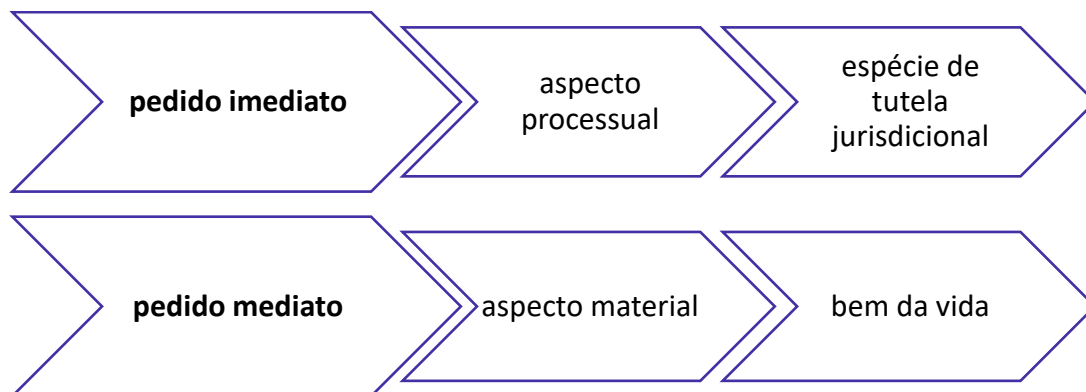 pedido imediato
aspecto
processual
espécie de
tutela
jurisdicional
pedido mediato
aspecto material
bem da vida